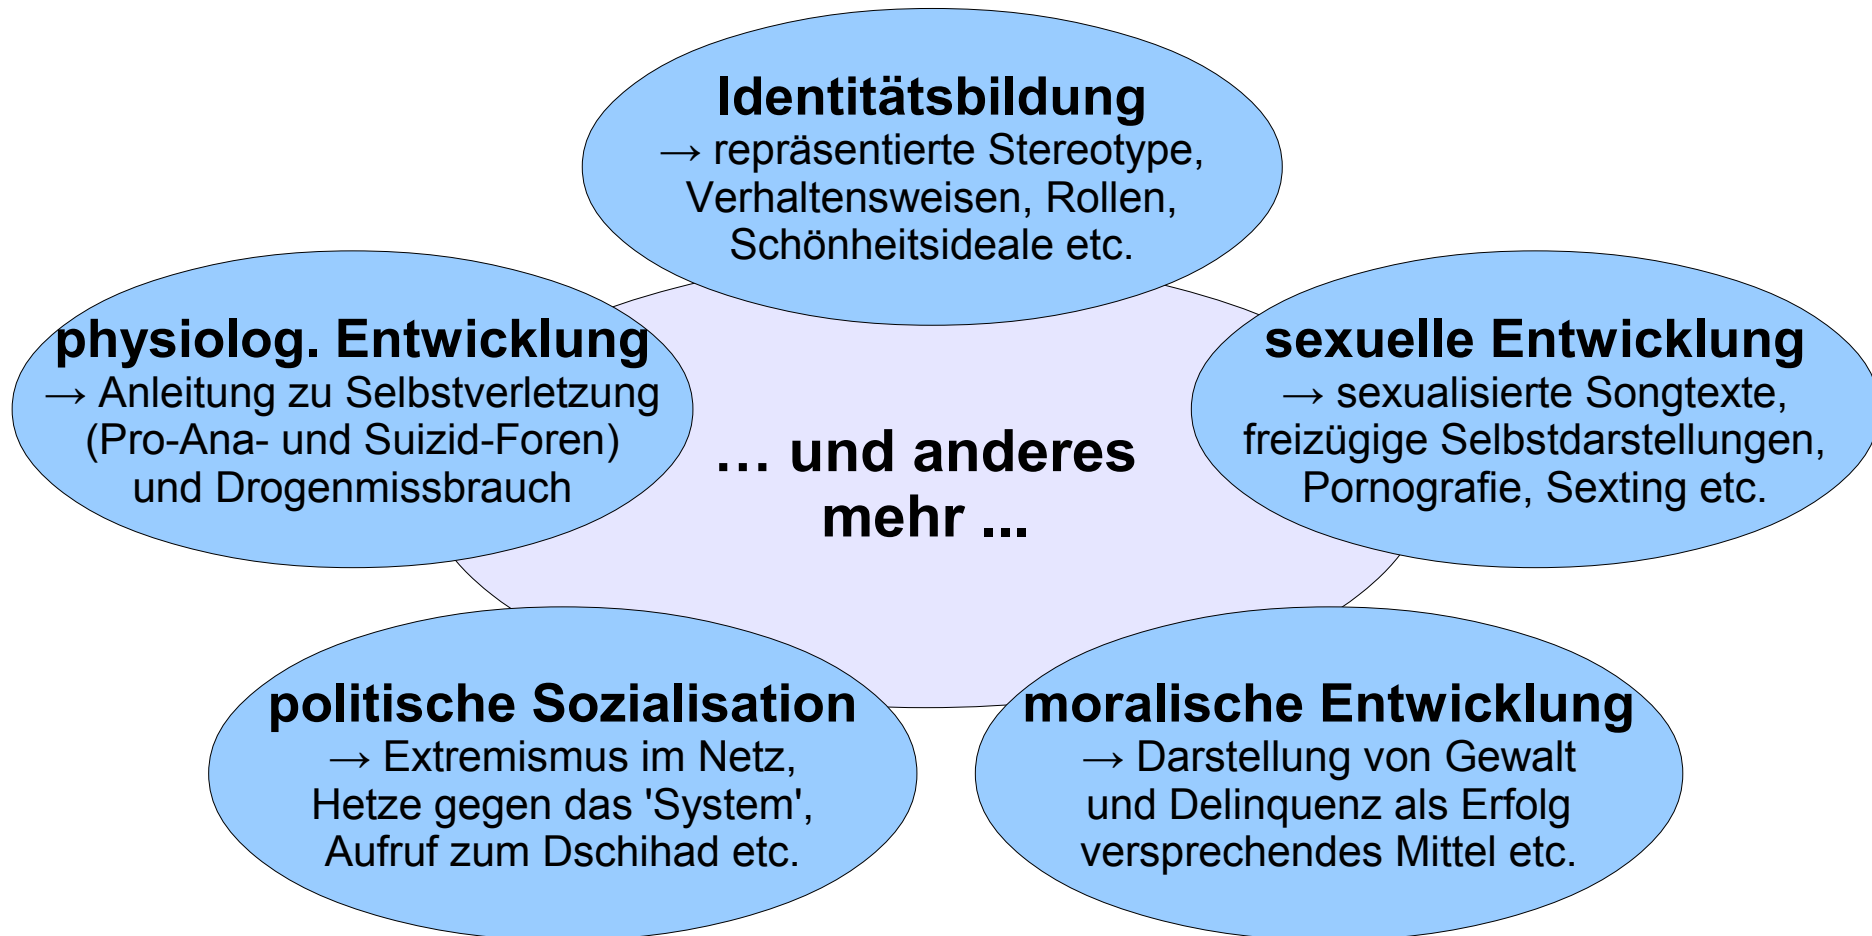 Identitätsbildung
→ repräsentierte Stereotype,
Verhaltensweisen, Rollen,
Schönheitsideale etc.
physiolog. Entwicklung
→ Anleitung zu Selbstverletzung
(Pro-Ana- und Suizid-Foren)
und Drogenmissbrauch
sexuelle Entwicklung
→ sexualisierte Songtexte,
freizügige Selbstdarstellungen,
Pornografie, Sexting etc.
… und anderes
mehr ...
politische Sozialisation
→ Extremismus im Netz,
Hetze gegen das 'System',
Aufruf zum Dschihad etc.
moralische Entwicklung
→ Darstellung von Gewalt
und Delinquenz als Erfolg
versprechendes Mittel etc.